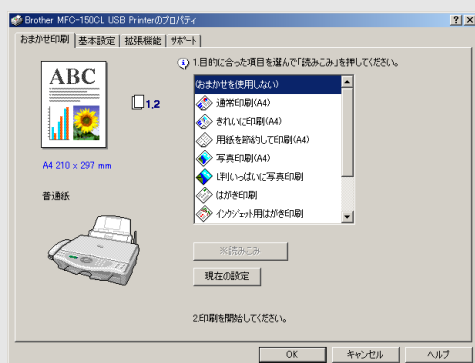 Brother MFC-150CL USB Printerのプロパティ
おまかせ印刷 基本設定 拡張機能 サポート
1.目的に合った項目を選んで「読みこみ」を押してください。
ABC
1,2
A4 210 x 297 mm
普通紙
(おまかせを使用しない)
通常印刷(A4)
きれいに印刷(A4)
用紙を節約して印刷(A4)
写真印刷(A4)
L判いっぱいに写真印刷
はがき印刷
インクジェット用はがき印刷
※読みこみ
現在の設定
2.印刷を開始してください。
OK キャンセル ヘルプ